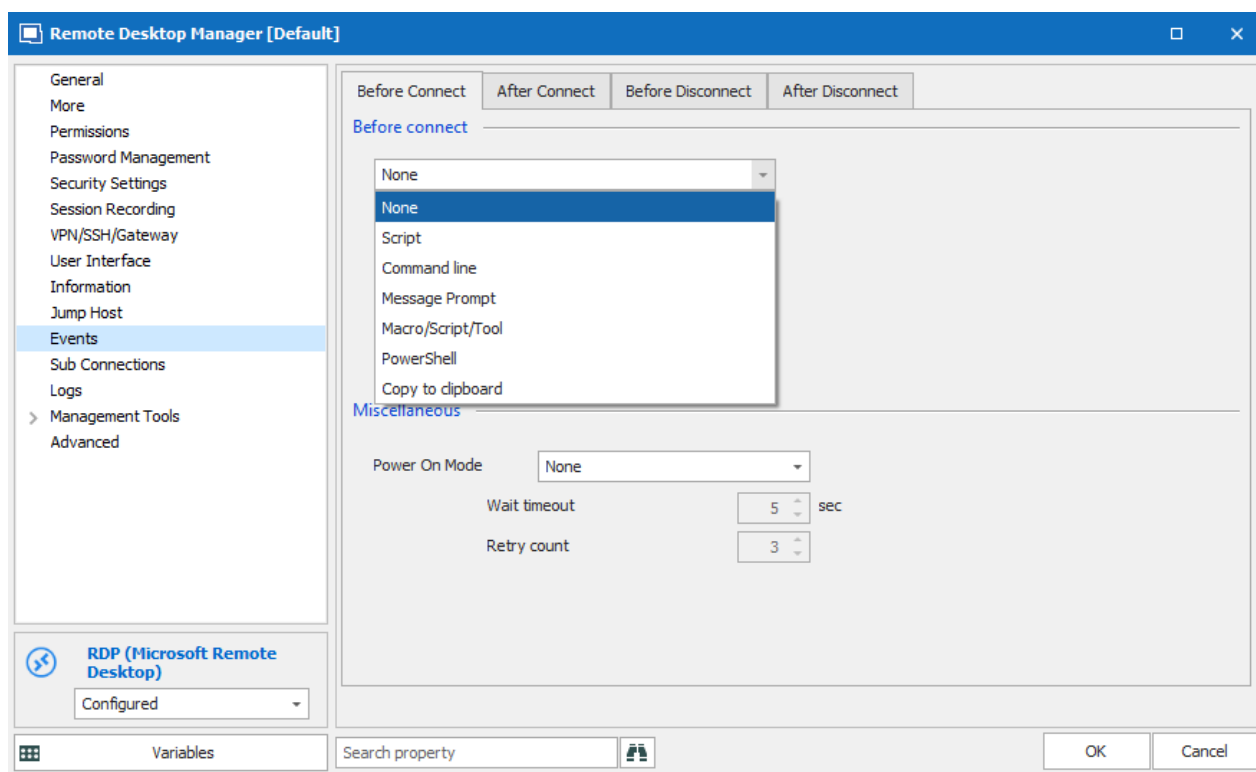 Remote Desktop Manager [Default]
General
More
Permissions
Password Management
Security Settings
Session Recording
VPN/SSH/Gateway
User Interface
Information
Jump Host
Events
Sub Connections
Logs
Management Tools
Advanced
RDP (Microsoft Remote
Desktop)
Configured
Variables
Before Connect
After Connect
Before Disconnect
After Disconnect
Before connect
None
None
Script
Command line
Message Prompt
Macro/Script/Tool
PowerShell
Copy to clipboard
Miscellaneous
Power On Mode None
Wait timeout 5 sec
Retry count 3
Search property
OK
Cancel